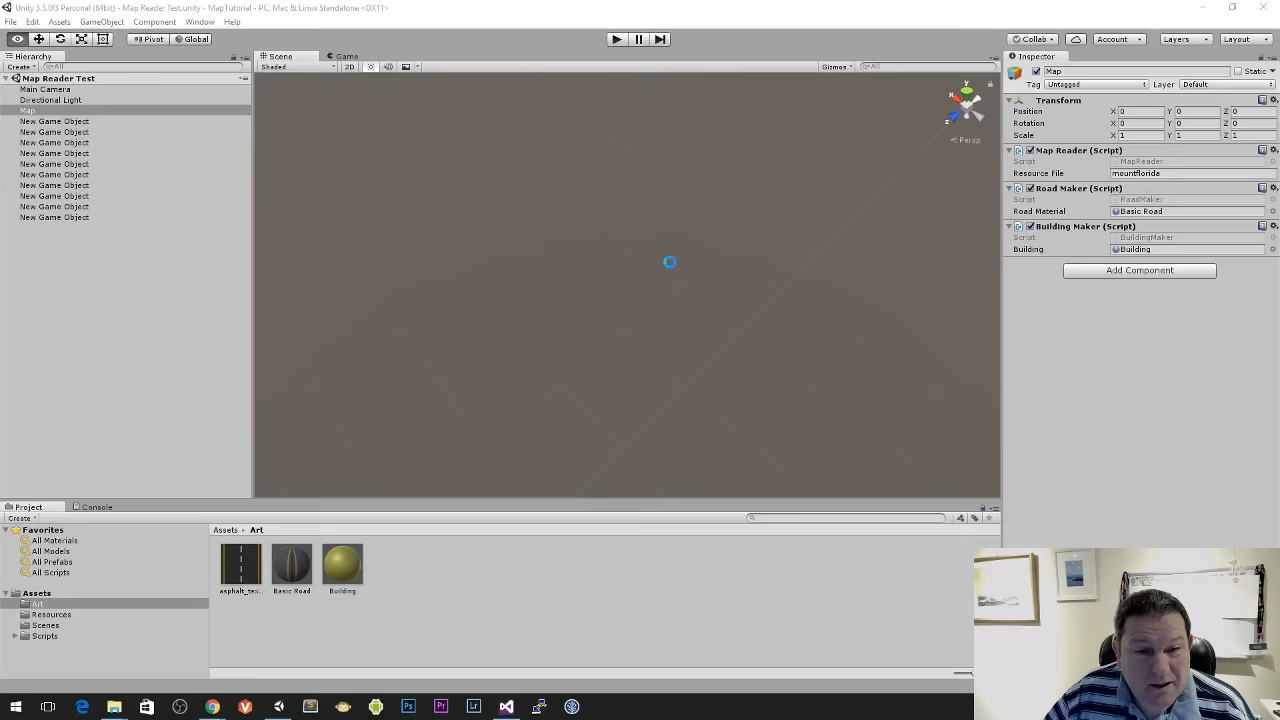 Unity 5.5.0f3 Personal (64bit) - Map Reader Test.unity - MapTutorial - PC, Mac & Linux Standalone <DX11>
File Edit Assets GameObject Component Window Help
Pivot Global Collab Account Layers Layout
Hierarchy
Create All
Map Reader Test
Main Camera
Directional Light
Map
New Game Object
New Game Object
New Game Object
New Game Object
New Game Object
New Game Object
New Game Object
New Game Object
New Game Object
New Game Object
Scene Game
Shaded 2D Gizmos All
y
x
z
Persp
Inspector
Map Static
Tag Untagged Layer Default
Transform
Position X 0 Y 0 Z 0
Rotation X 0 Y 0 Z 0
Scale X 1 Y 1 Z 1
Map Reader (Script)
Script MapReader
Resource File mountflorida
Road Maker (Script)
Script RoadMaker
Road Material Basic Road
Building Maker (Script)
Script BuildingMaker
Building Building
Add Component
Project Console
Create
Favorites
All Materials
All Models
All Prefabs
All Scripts
Assets
Art
Resources
Scenes
Scripts
Assets Art
asphalt_tex... Basic Road Building
Ps Pr Lr